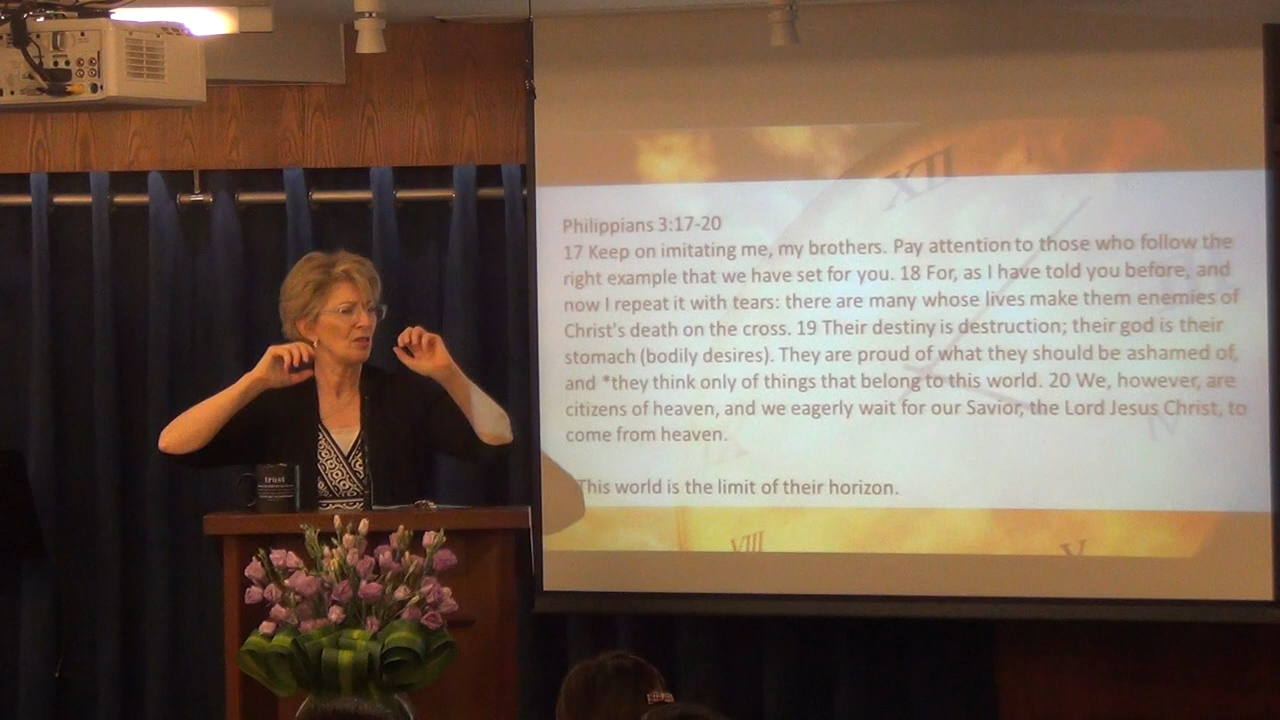 Philippians 3:17-20
17 Keep on imitating me, my brothers. Pay attention to those who follow the
right example that we have set for you. 18 For, as I have told you before, and
now I repeat it with tears: there are many whose lives make them enemies of
Christ's death on the cross. 19 Their destiny is destruction; their god is their
stomach (bodily desires). They are proud of what they should be ashamed of,
and *they think only of things that belong to this world. 20 We, however, are
citizens of heaven, and we eagerly wait for our Savior, the Lord Jesus Christ, to
come from heaven.
This world is the limit of their horizon.
XII
VIII
V
trust